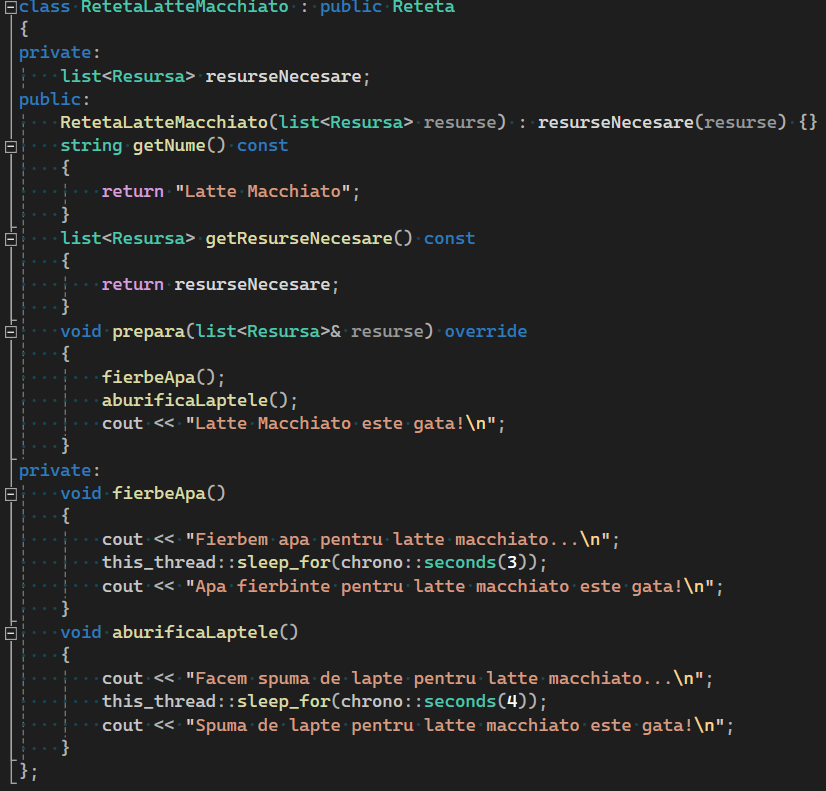 class RetetaLatteMacchiato : public Reteta
{
private:
    list<Resursa> resurseNecesare;
public:
    RetetaLatteMacchiato(list<Resursa> resurse) : resurseNecesare(resurse) {}
    string getNume() const
    {
        return "Latte Macchiato";
    }
    list<Resursa> getResurseNecesare() const
    {
        return resurseNecesare;
    }
    void prepara(list<Resursa>& resurse) override
    {
        fierbeApa();
        aburificaLaptele();
        cout << "Latte Macchiato este gata!\n";
    }
private:
    void fierbeApa()
    {
        cout << "Fierbem apa pentru latte macchiato...\n";
        this_thread::sleep_for(chrono::seconds(3));
        cout << "Apa fierbinte pentru latte macchiato este gata!\n";
    }
    void aburificaLaptele()
    {
        cout << "Facem spuma de lapte pentru latte macchiato...\n";
        this_thread::sleep_for(chrono::seconds(4));
        cout << "Spuma de lapte pentru latte macchiato este gata!\n";
    }
};